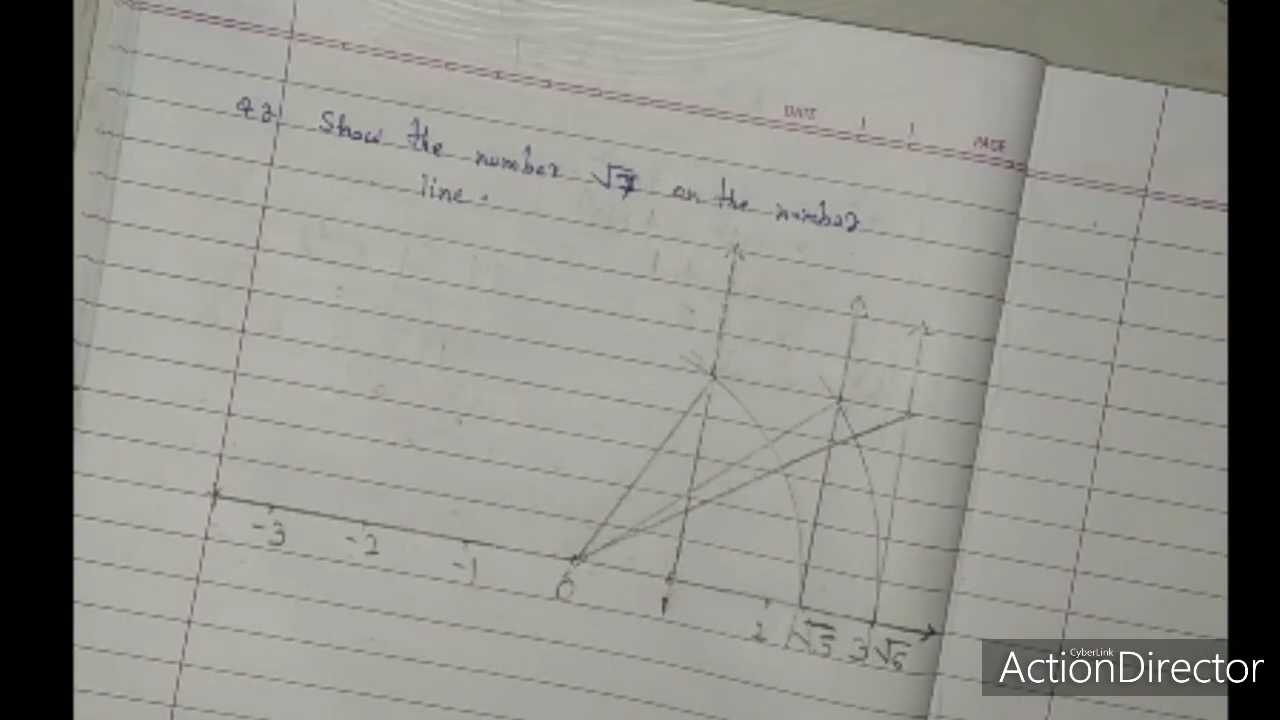 DATE
PAGE
Q2) Show the number √7 on the number
line.
-3 -2 -1 0 1 2 √5 3 √6
CyberLink
ActionDirector